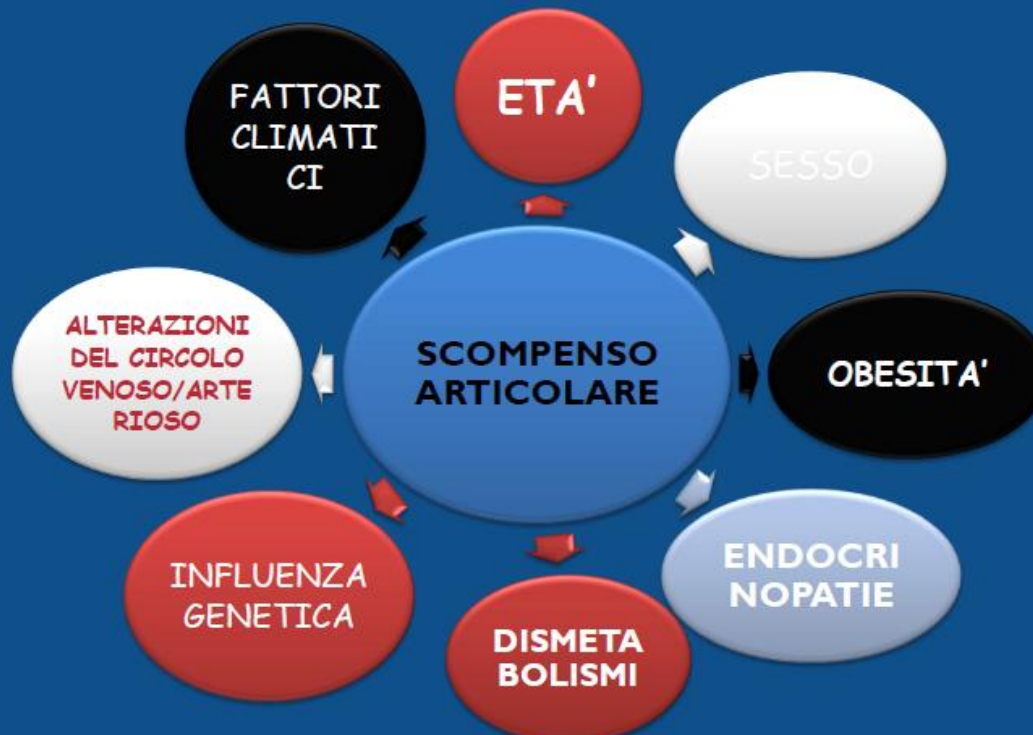 ETA'
SESSO
OBESITA'
ENDOCRI
NOPATIE
DISMETA
BOLISMI
INFLUENZA
GENETICA
ALTERAZIONI
DEL CIRCOLO
VENOSO/ARTE
RIOSO
FATTORI
CLIMATI
CI
SCOMPENSO
ARTICOLARE